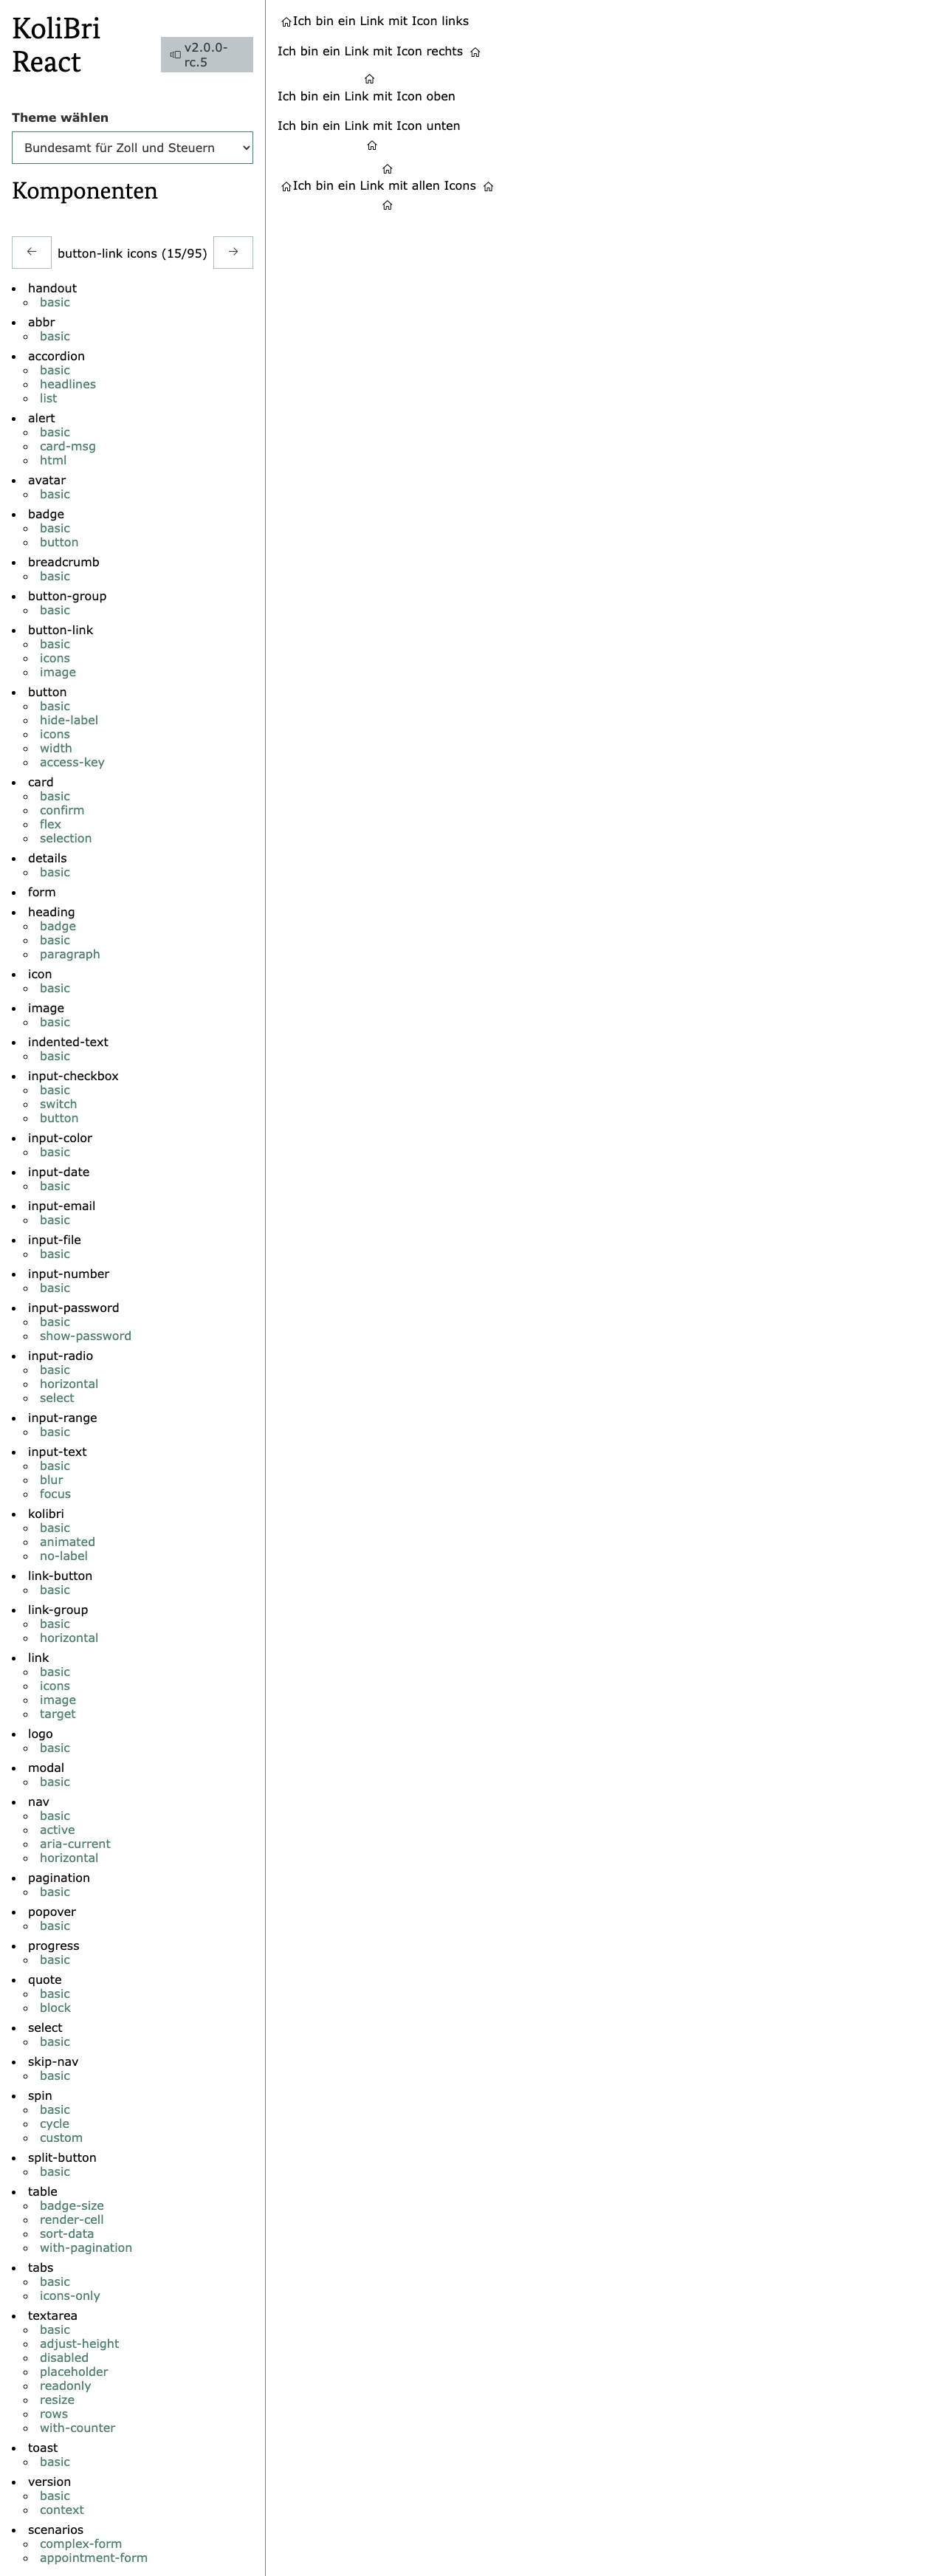 KoliBri
React
v2.0.0-
rc.5
Theme wählen
Bundesamt für Zoll und Steuern
Komponenten
button-link icons (15/95)
handout
basic
abbr
basic
accordion
basic
headlines
list
alert
basic
card-msg
html
avatar
basic
badge
basic
button
breadcrumb
basic
button-group
basic
button-link
basic
icons
image
button
basic
hide-label
icons
width
access-key
card
basic
confirm
flex
selection
details
basic
form
heading
badge
basic
paragraph
icon
basic
image
basic
indented-text
basic
input-checkbox
basic
switch
button
input-color
basic
input-date
basic
input-email
basic
input-file
basic
input-number
basic
input-password
basic
show-password
input-radio
basic
horizontal
select
input-range
basic
input-text
basic
blur
focus
kolibri
basic
animated
no-label
link-button
basic
link-group
basic
horizontal
link
basic
icons
image
target
logo
basic
modal
basic
nav
basic
active
aria-current
horizontal
pagination
basic
popover
basic
progress
basic
quote
basic
block
select
basic
skip-nav
basic
spin
basic
cycle
custom
split-button
basic
table
badge-size
render-cell
sort-data
with-pagination
tabs
basic
icons-only
textarea
basic
adjust-height
disabled
placeholder
readonly
resize
rows
with-counter
toast
basic
version
basic
context
scenarios
complex-form
appointment-form
Ich bin ein Link mit Icon links
Ich bin ein Link mit Icon rechts
Ich bin ein Link mit Icon oben
Ich bin ein Link mit Icon unten
Ich bin ein Link mit allen Icons